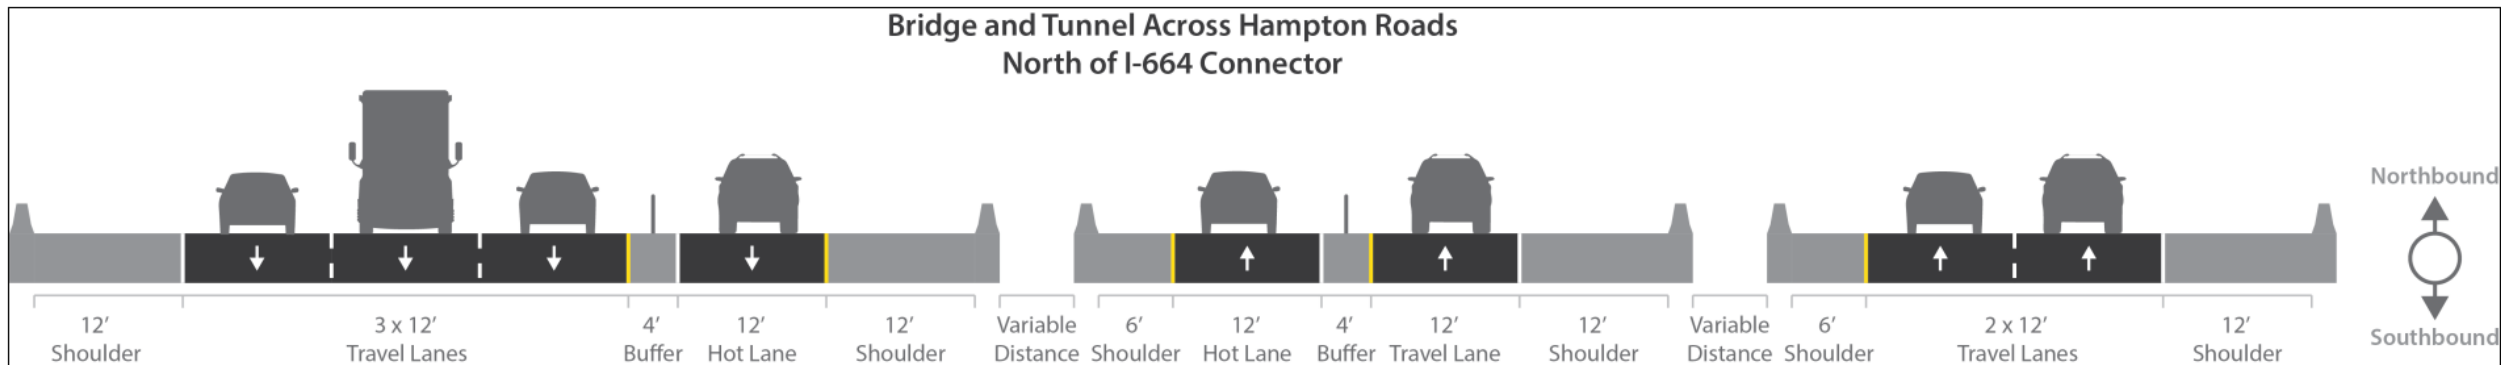 Bridge and Tunnel Across Hampton Roads
North of I-664 Connector
Northbound
Southbound
12’ 3 x 12’ 4’ 12’ 12’ Variable 6’ 12’ 4’ 12’ 12’ Variable 6’ 2 x 12’ 12’
Shoulder Travel Lanes Buffer Hot Lane Shoulder Distance Shoulder Hot Lane Buffer Travel Lane Shoulder Distance Shoulder Travel Lanes Shoulder